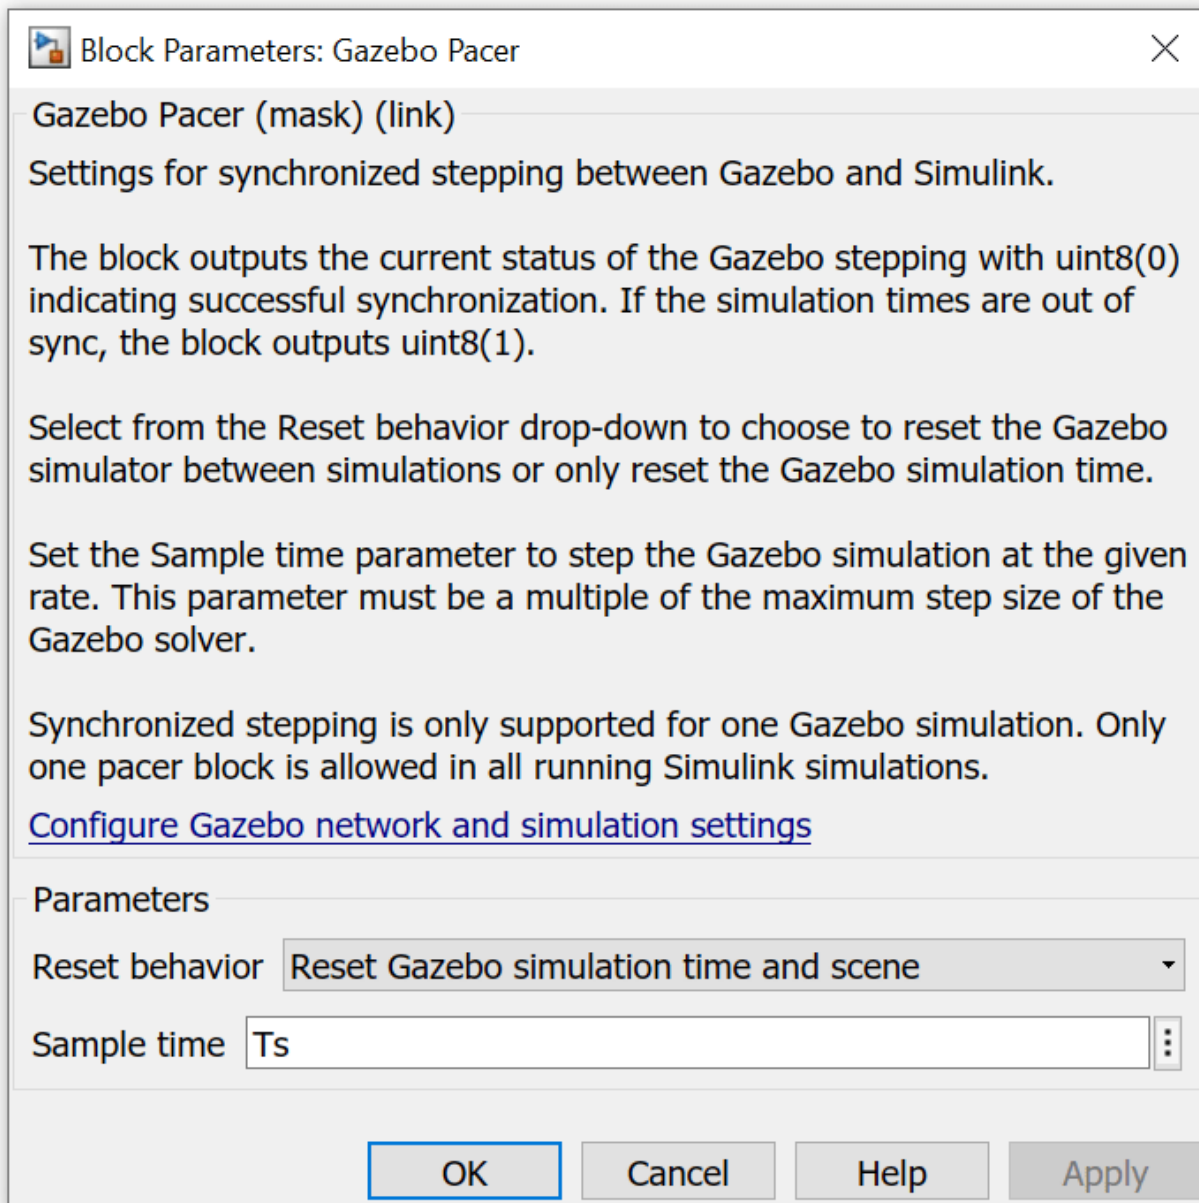 Block Parameters: Gazebo Pacer
Gazebo Pacer (mask) (link)
Settings for synchronized stepping between Gazebo and Simulink.
The block outputs the current status of the Gazebo stepping with uint8(0)
indicating successful synchronization. If the simulation times are out of
sync, the block outputs uint8(1).
Select from the Reset behavior drop-down to choose to reset the Gazebo
simulator between simulations or only reset the Gazebo simulation time.
Set the Sample time parameter to step the Gazebo simulation at the given
rate. This parameter must be a multiple of the maximum step size of the
Gazebo solver.
Synchronized stepping is only supported for one Gazebo simulation. Only
one pacer block is allowed in all running Simulink simulations.
Configure Gazebo network and simulation settings
Parameters
Reset behavior Reset Gazebo simulation time and scene
Sample time Ts
OK Cancel Help Apply